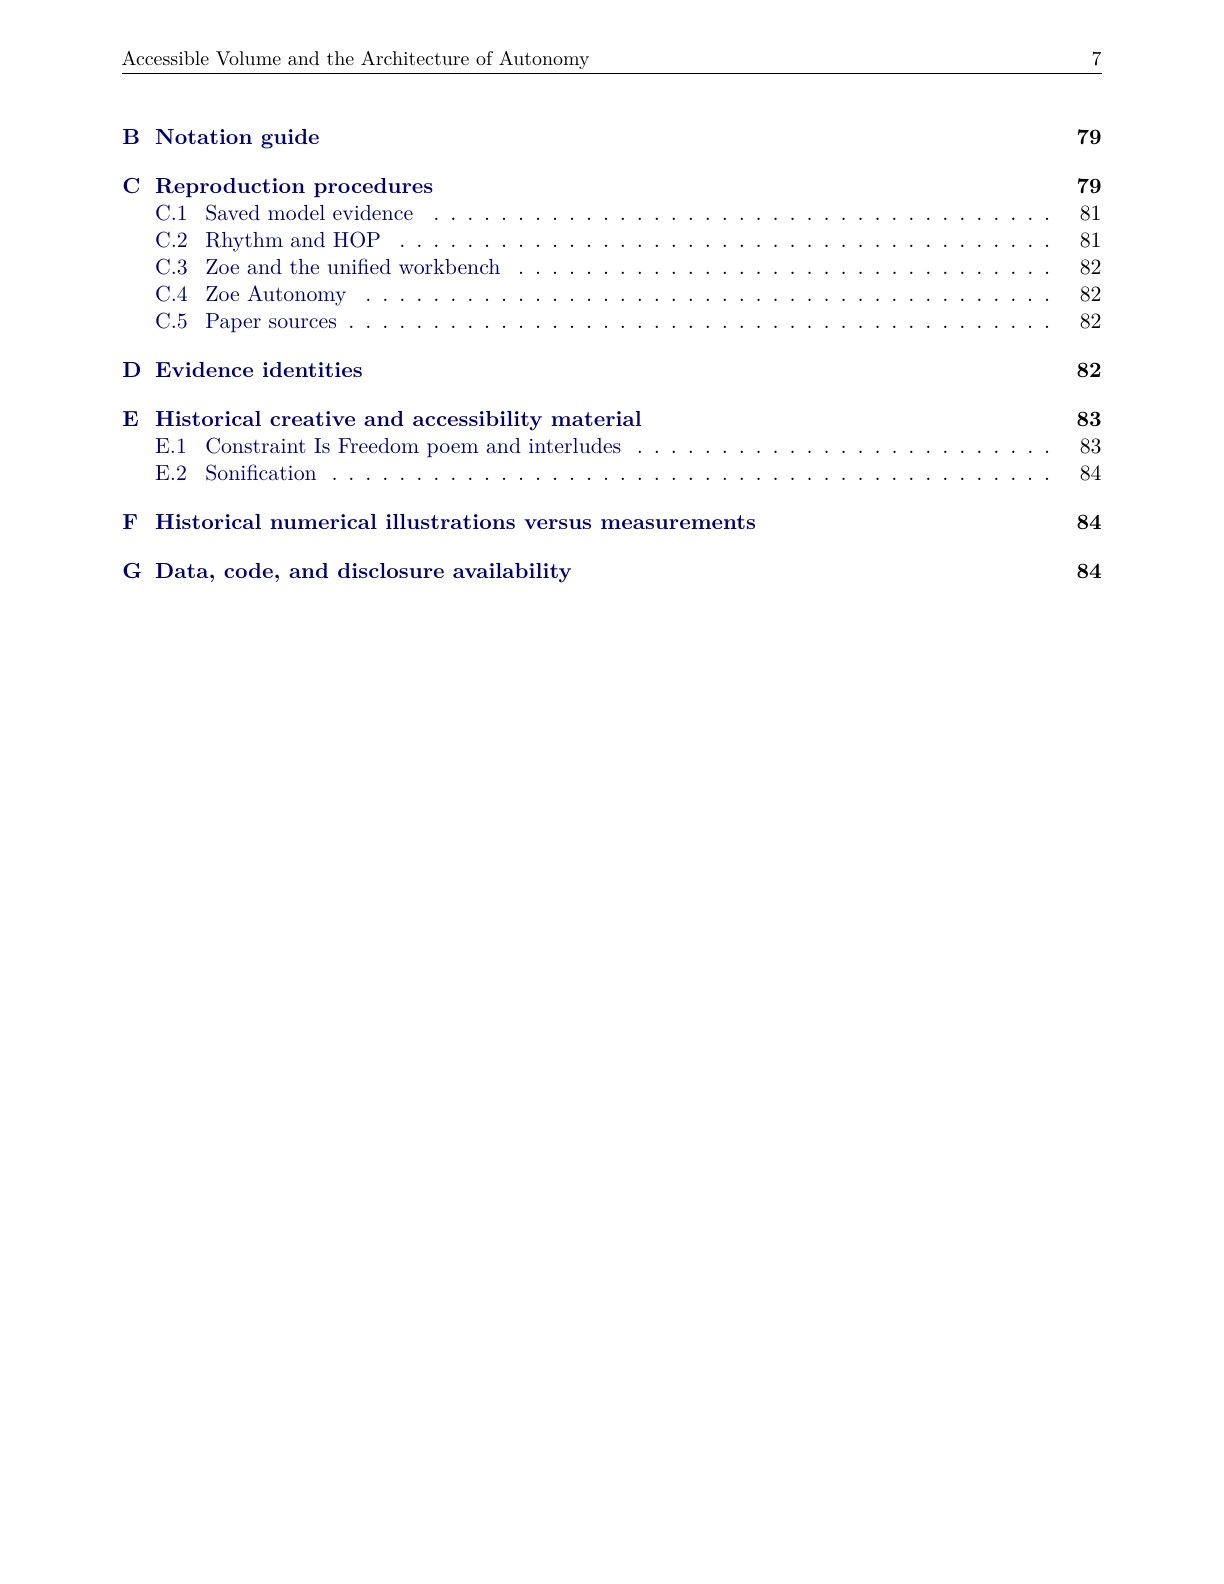 Accessible Volume and the Architecture of Autonomy 7
B Notation guide 79
C Reproduction procedures 79
C.1 Saved model evidence . . . . . . . . . . . . . . . . . . . . . . . . . . . . . . . . . . . . . 81
C.2 Rhythm and HOP . . . . . . . . . . . . . . . . . . . . . . . . . . . . . . . . . . . . . . . 81
C.3 Zoe and the unified workbench . . . . . . . . . . . . . . . . . . . . . . . . . . . . . . . . 82
C.4 Zoe Autonomy . . . . . . . . . . . . . . . . . . . . . . . . . . . . . . . . . . . . . . . . . 82
C.5 Paper sources . . . . . . . . . . . . . . . . . . . . . . . . . . . . . . . . . . . . . . . . . . 82
D Evidence identities 82
E Historical creative and accessibility material 83
E.1 Constraint Is Freedom poem and interludes . . . . . . . . . . . . . . . . . . . . . . . . . 83
E.2 Sonification . . . . . . . . . . . . . . . . . . . . . . . . . . . . . . . . . . . . . . . . . . . 84
F Historical numerical illustrations versus measurements 84
G Data, code, and disclosure availability 84